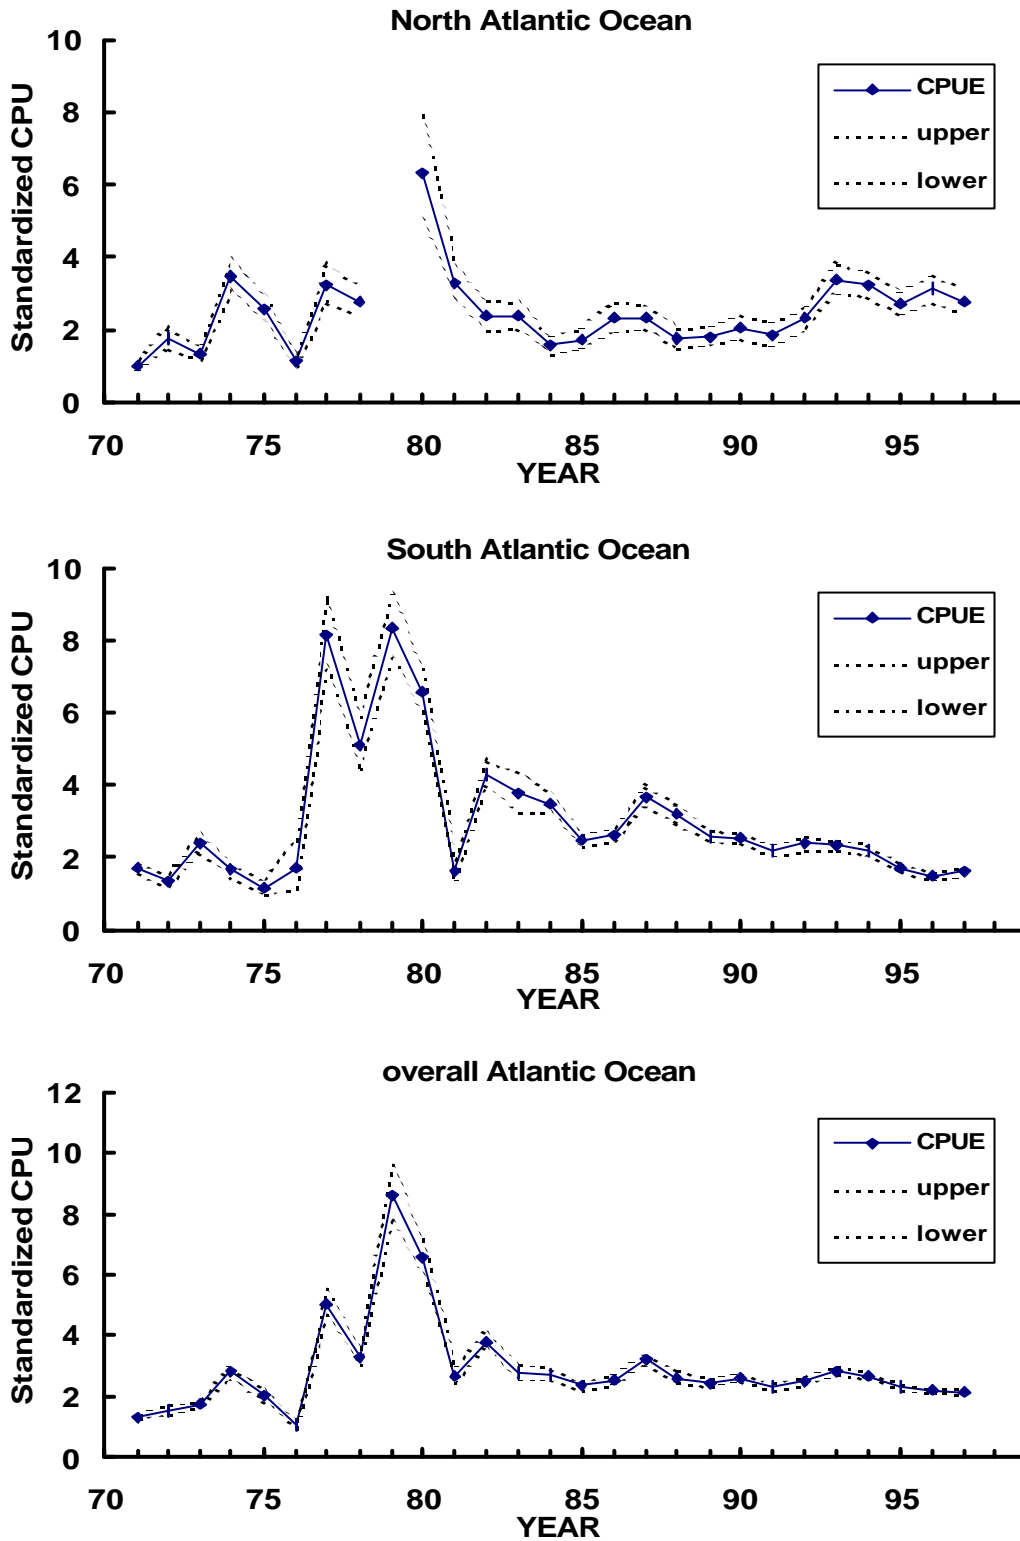 North Atlantic Ocean
10
8
6
4
2
0
Standardized CPU
CPUE
upper
lower
70 75 80 85 90 95
YEAR
South Atlantic Ocean
10
8
6
4
2
0
Standardized CPU
CPUE
upper
lower
70 75 80 85 90 95
YEAR
overall Atlantic Ocean
12
10
8
6
4
2
0
Standardized CPU
CPUE
upper
lower
70 75 80 85 90 95
YEAR